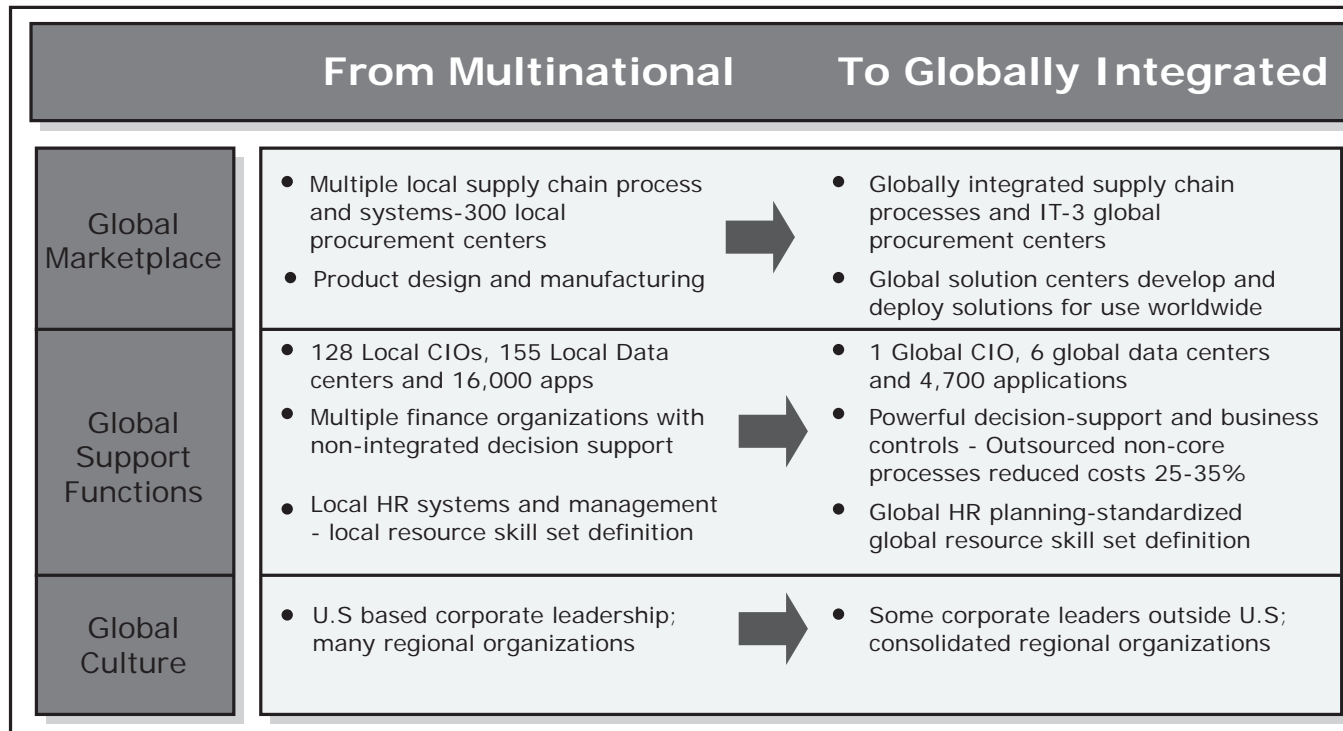 From Multinational
To Globally Integrated
Global
Marketplace
• Multiple local supply chain process
and systems-300 local
procurement centers
• Product design and manufacturing
• Globally integrated supply chain
processes and IT-3 global
procurement centers
• Global solution centers develop and
deploy solutions for use worldwide
Global
Support
Functions
• 128 Local CIOs, 155 Local Data
centers and 16,000 apps
• Multiple finance organizations with
non-integrated decision support
• Local HR systems and management
- local resource skill set definition
• 1 Global CIO, 6 global data centers
and 4,700 applications
• Powerful decision-support and business
controls - Outsourced non-core
processes reduced costs 25-35%
• Global HR planning-standardized
global resource skill set definition
Global
Culture
• U.S based corporate leadership;
many regional organizations
• Some corporate leaders outside U.S;
consolidated regional organizations